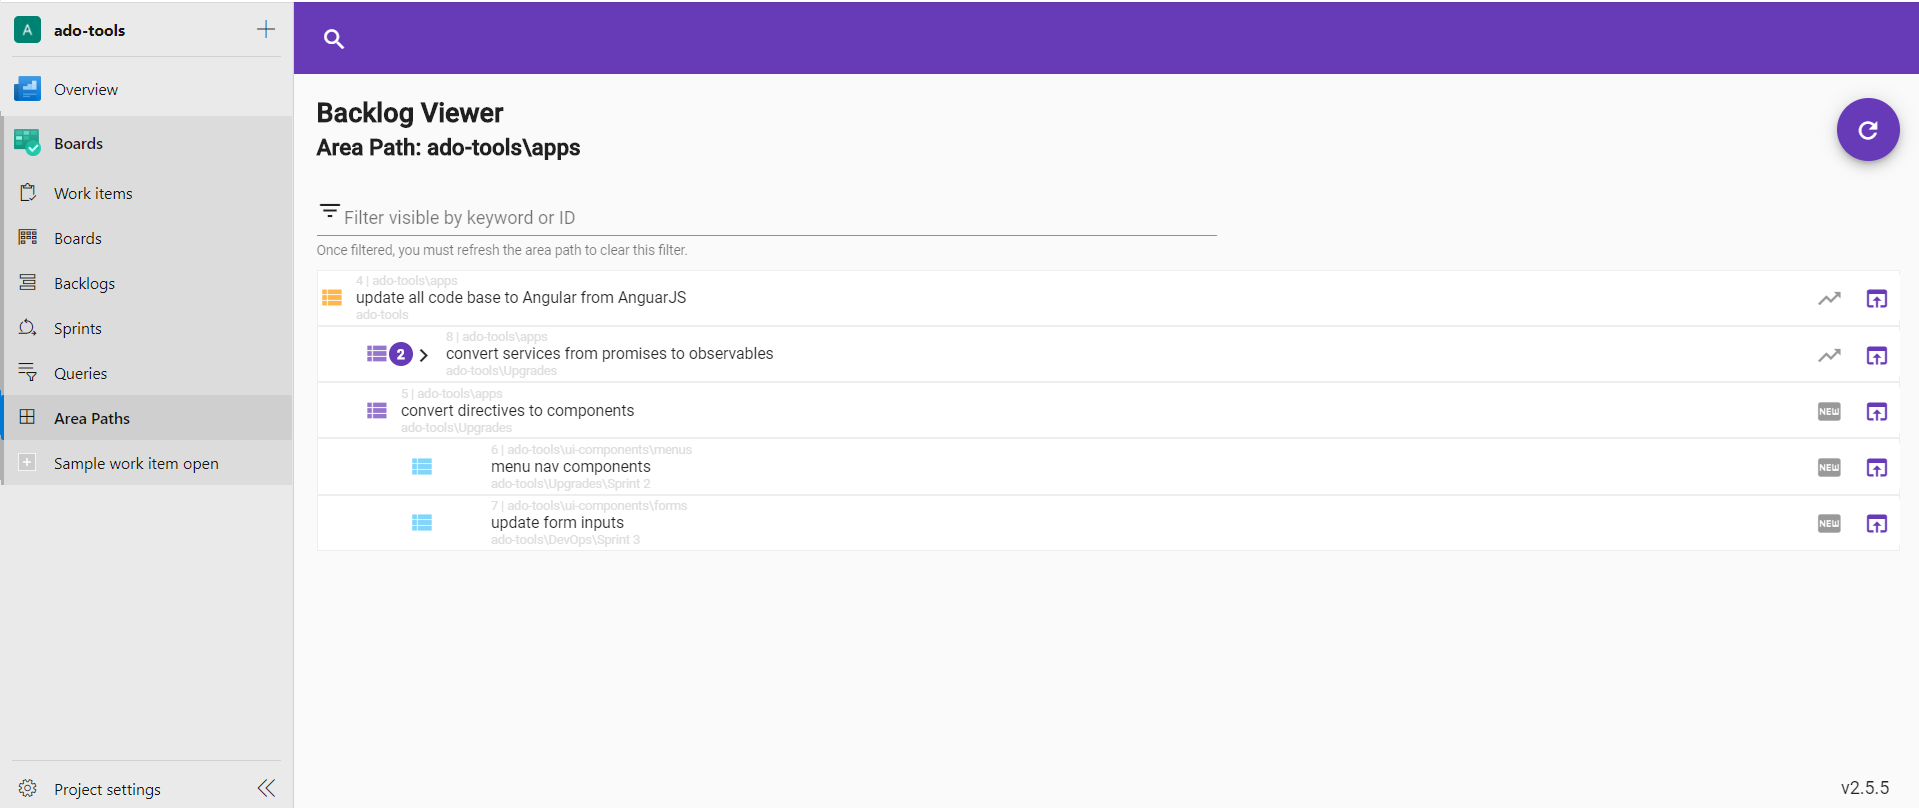 A ado-tools
Overview
Boards
Work items
Boards
Backlogs
Sprints
Queries
Area Paths
Sample work item open
Project settings
Backlog Viewer
Area Path: ado-tools\apps
Filter visible by keyword or ID
Once filtered, you must refresh the area path to clear this filter.
4 | ado-tools\apps
update all code base to Angular from AnguarJS
ado-tools
8 | ado-tools\apps
2 convert services from promises to observables
ado-tools\Upgrades
5 | ado-tools\apps
convert directives to components NEW
ado-tools\Upgrades
6 | ado-tools\ui-components\menus
menu nav components NEW
ado-tools\Upgrades\Sprint 2
7 | ado-tools\ui-components\forms
update form inputs NEW
ado-tools\DevOps\Sprint 3
v2.5.5